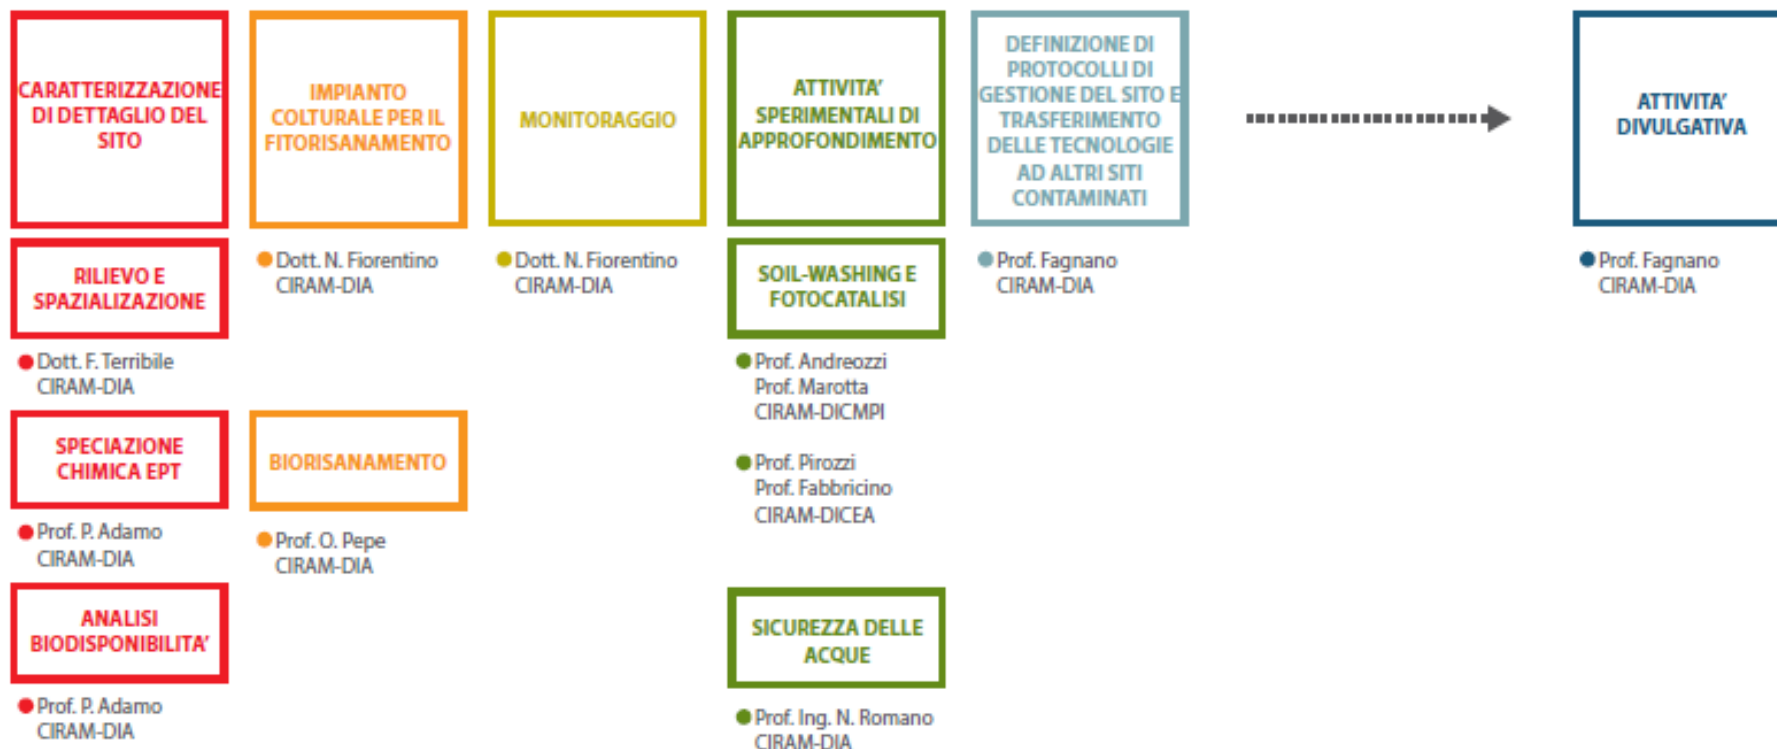 CARATTERIZZAZIONE
DI DETTAGLIO DEL
SITO
RILIEVO E
SPAZIALIZZAZIONE
Dott. F. Terribile
CIRAM-DIA
SPECIAZIONE
CHIMICA EPT
Prof. P. Adamo
CIRAM-DIA
ANALISI
BIODISPONIBILITA’
Prof. P. Adamo
CIRAM-DIA
IMPIANTO
COLTURALE PER IL
FITORISANAMENTO
Dott. N. Fiorentino
CIRAM-DIA
BIORISANAMENTO
Prof. O. Pepe
CIRAM-DIA
MONITORAGGIO
Dott. N. Fiorentino
CIRAM-DIA
ATTIVITA’
SPERIMENTALI DI
APPROFONDIMENTO
SOIL-WASHING E
FOTOCATALISI
Prof. Andreozzi
Prof. Marotta
CIRAM-DICMPI
Prof. Pirozzi
Prof. Fabbricino
CIRAM-DICEA
SICUREZZA DELLE
ACQUE
Prof. Ing. N. Romano
CIRAM-DIA
DEFINIZIONE DI
PROTOCOLLI DI
GESTIONE DEL SITO E
TRASFERIMENTO
DELLE TECNOLOGIE
AD ALTRI SITI
CONTAMINATI
Prof. Fagnano
CIRAM-DIA
ATTIVITA’
DIVULGATIVA
Prof. Fagnano
CIRAM-DIA